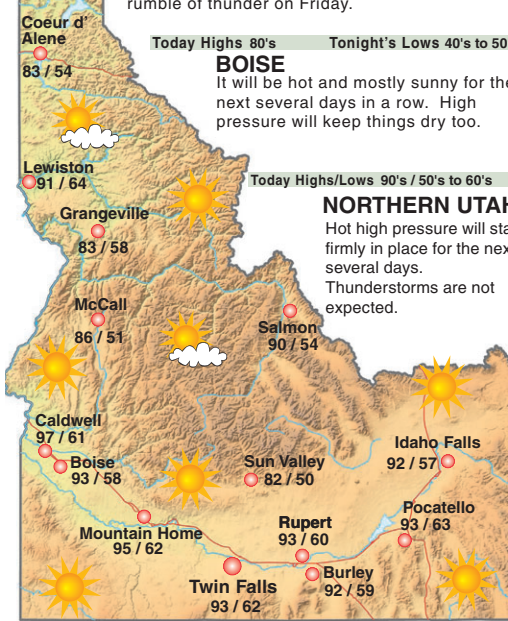 rumble of thunder on Friday.
Coeur d'
Alene
83 / 54
Today Highs 80's Tonight's Lows 40's to 50
BOISE
It will be hot and mostly sunny for the
next several days in a row. High
pressure will keep things dry too.
Lewiston
91 / 64
Today Highs/Lows 90's / 50's to 60's
NORTHERN UTAH
Hot high pressure will sta
firmly in place for the nex
several days.
Thunderstorms are not
expected.
Grangeville
83 / 58
McCall
86 / 51
Salmon
90 / 54
Caldwell
97 / 61
Boise
93 / 58
Sun Valley
82 / 50
Idaho Falls
92 / 57
Mountain Home
95 / 62
Rupert
93 / 60
Pocatello
93 / 63
Twin Falls
93 / 62
Burley
92 / 59